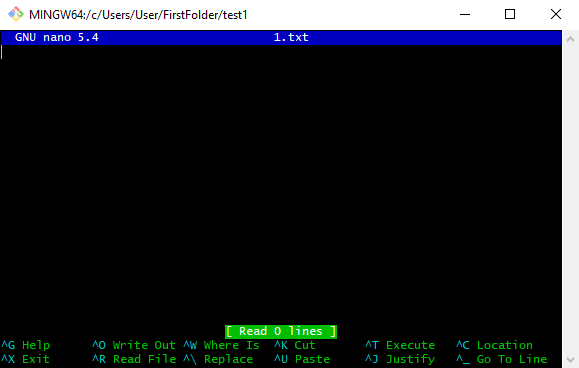 MINGW64:/c/Users/User/FirstFolder/test1
GNU nano 5.4 1.txt
[ Read 0 lines ]
^G Help ^O Write Out ^W Where Is ^K Cut ^T Execute ^C Location
^X Exit ^R Read File ^\ Replace ^U Paste ^J Justify ^_ Go To Line